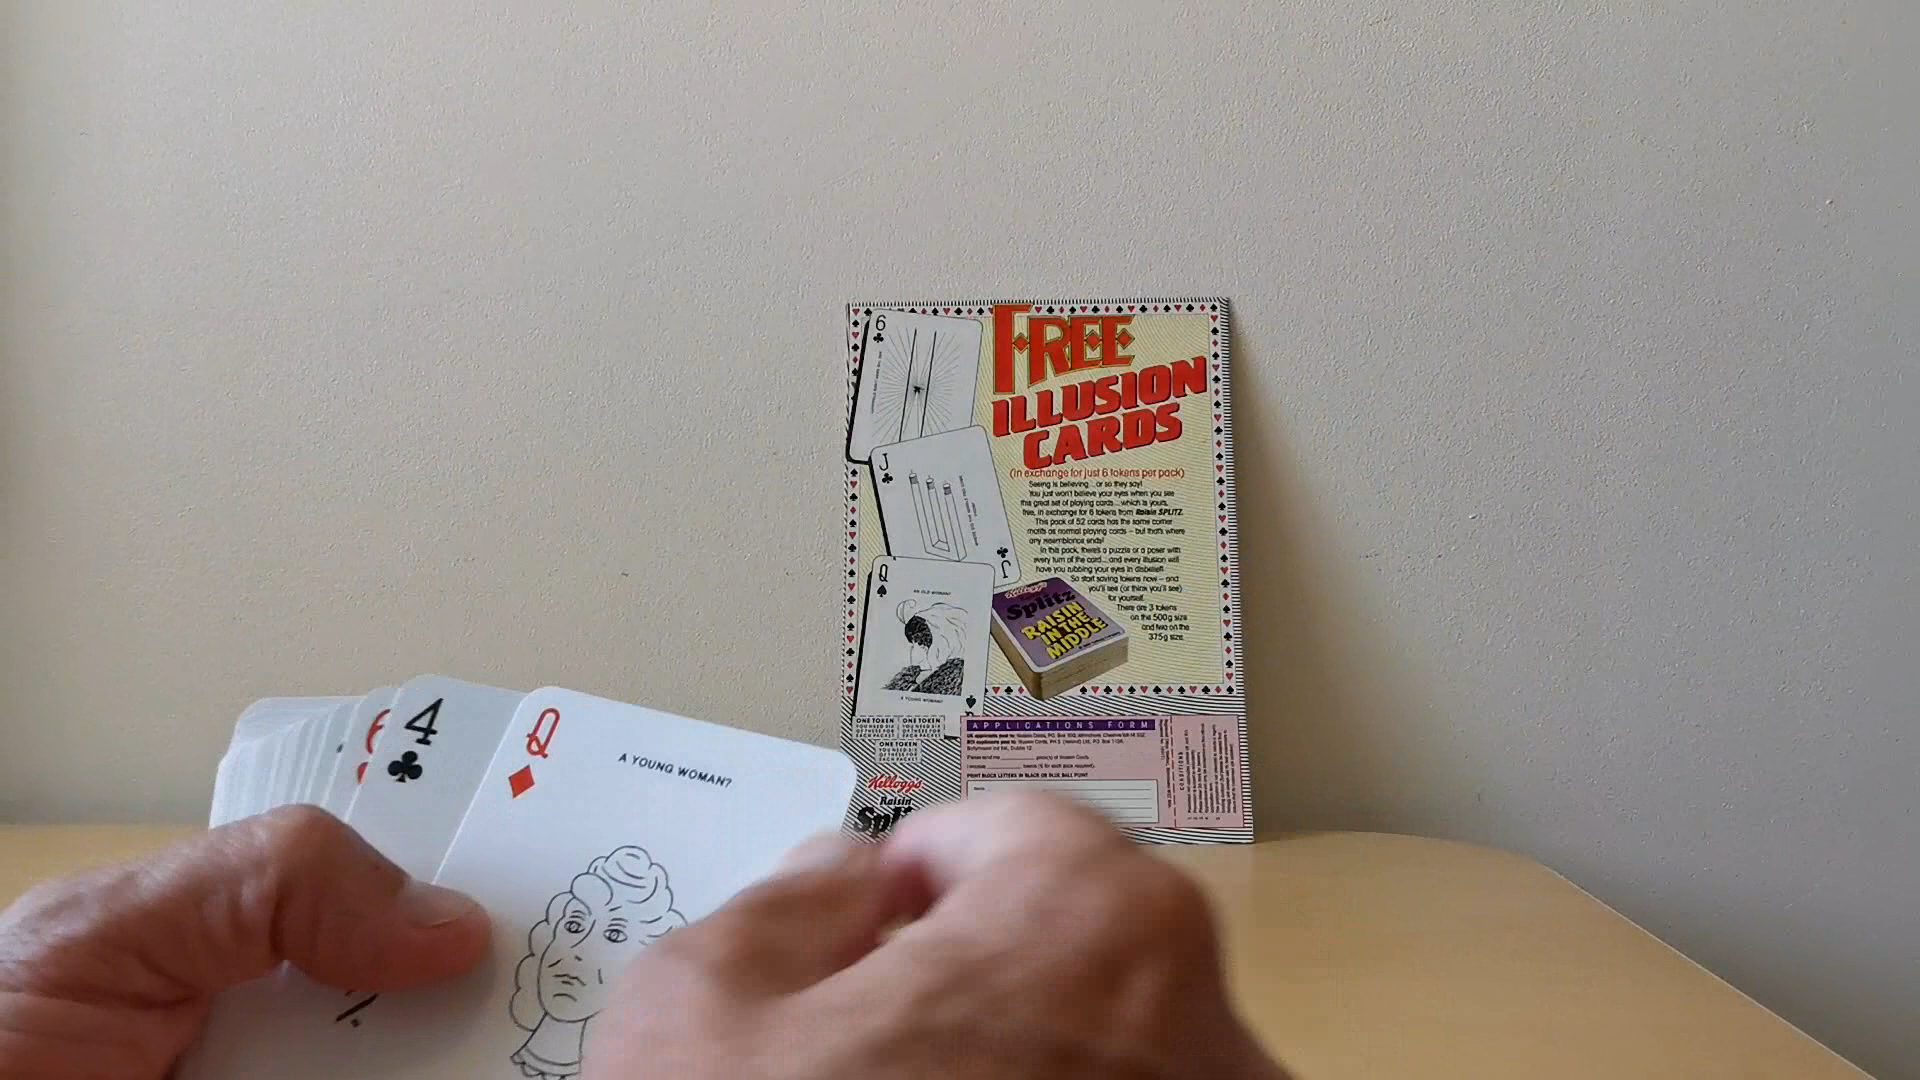 FREE
ILLUSION
CARDS
(in exchange for just 6 tokens per pack)
Seeing is believing...or so they say!
You just won't believe your eyes when you see
this great set of playing cards...which is yours,
free, in exchange for 6 tokens from Raisin SPLITZ.
This pack of 52 cards has the same corner
motifs as normal playing cards – but that's where
any resemblance ends!
In this pack, there's a puzzle or a poser with
every turn of the card...and every illusion will
have you rubbing your eyes in disbelief!
So start saving tokens now – and
you'll see (or think you'll see)
for yourself.
There are 3 tokens
on the 500g size
and two on the
375g size.
6
J
J
Q
AN OLD WOMAN?
A YOUNG WOMAN?
Kellogg's
Splitz
RAISIN
IN THE
MIDDLE
ONE TOKEN
ONE TOKEN
ONE TOKEN
APPLICATIONS FORM
PRINT BLOCK LETTERS IN BLACK OR BLUE BALL POINT
Name
CONDITIONS
Kellogg's
Raisin
6
4
Q
A YOUNG WOMAN?